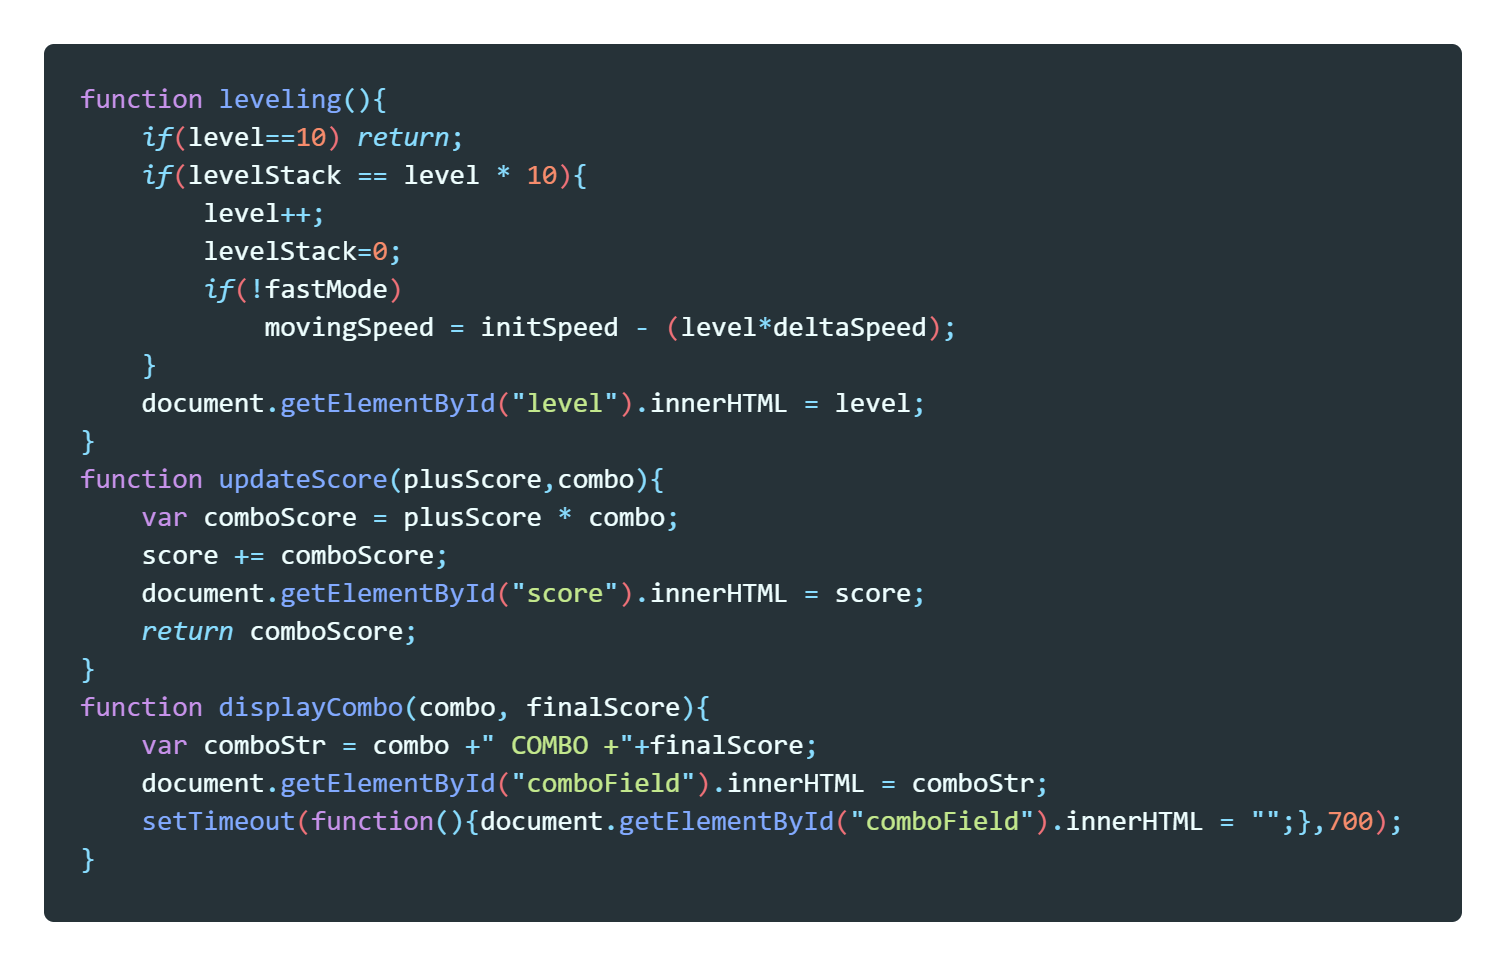 function leveling(){
    if(level==10) return;
    if(levelStack == level * 10){
        level++;
        levelStack=0;
        if(!fastMode)
            movingSpeed = initSpeed - (level*deltaSpeed);
    }
    document.getElementById("level").innerHTML = level;
}
function updateScore(plusScore,combo){
    var comboScore = plusScore * combo;
    score += comboScore;
    document.getElementById("score").innerHTML = score;
    return comboScore;
}
function displayCombo(combo, finalScore){
    var comboStr = combo +" COMBO +"+finalScore;
    document.getElementById("comboField").innerHTML = comboStr;
    setTimeout(function(){document.getElementById("comboField").innerHTML = "";},700);
}